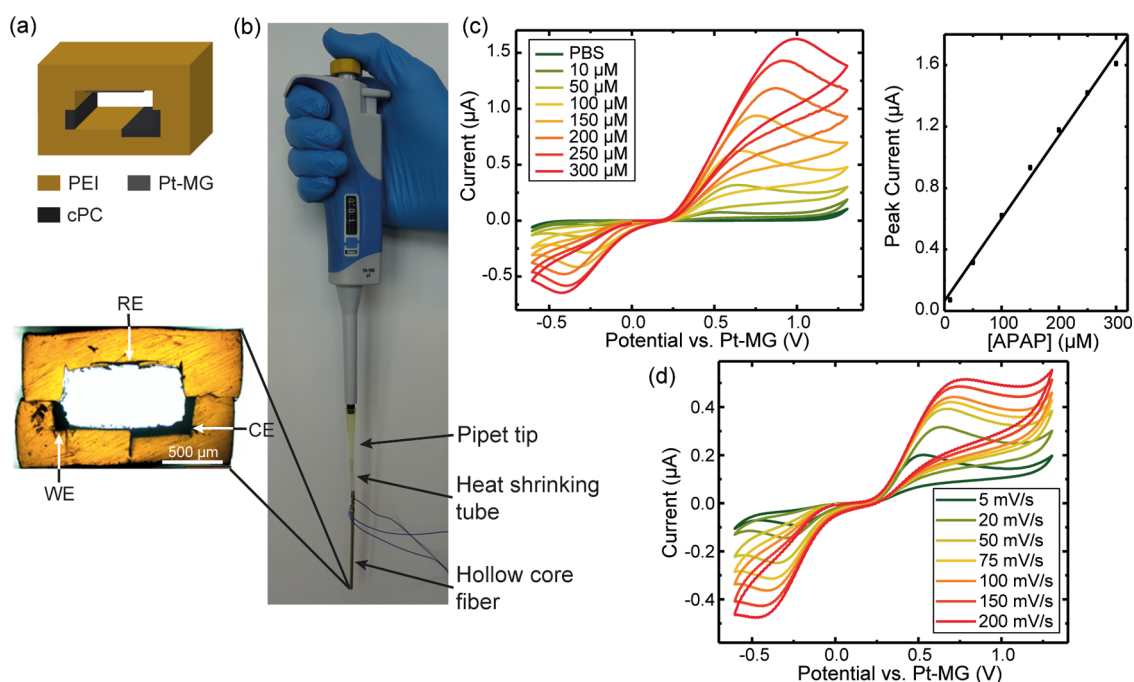 (a)
PEI
Pt-MG
cPC
RE
CE
WE
500 µm
(b)
Pipet tip
Heat shrinking
tube
Hollow core
fiber
(c)
PBS
10 µM
50 µM
100 µM
150 µM
200 µM
250 µM
300 µM
Current (µA)
1.5
1.0
0.5
0.0
-0.5
-0.5
0.0
0.5
1.0
Potential vs. Pt-MG (V)
Peak Current (µA)
1.8
1.2
0.6
0.0
0
100
200
300
[APAP] (µM)
(d)
Current (µA)
0.4
0.2
0.0
-0.2
-0.4
5 mV/s
20 mV/s
50 mV/s
75 mV/s
100 mV/s
150 mV/s
200 mV/s
-0.5
0.0
0.5
1.0
Potential vs. Pt-MG (V)